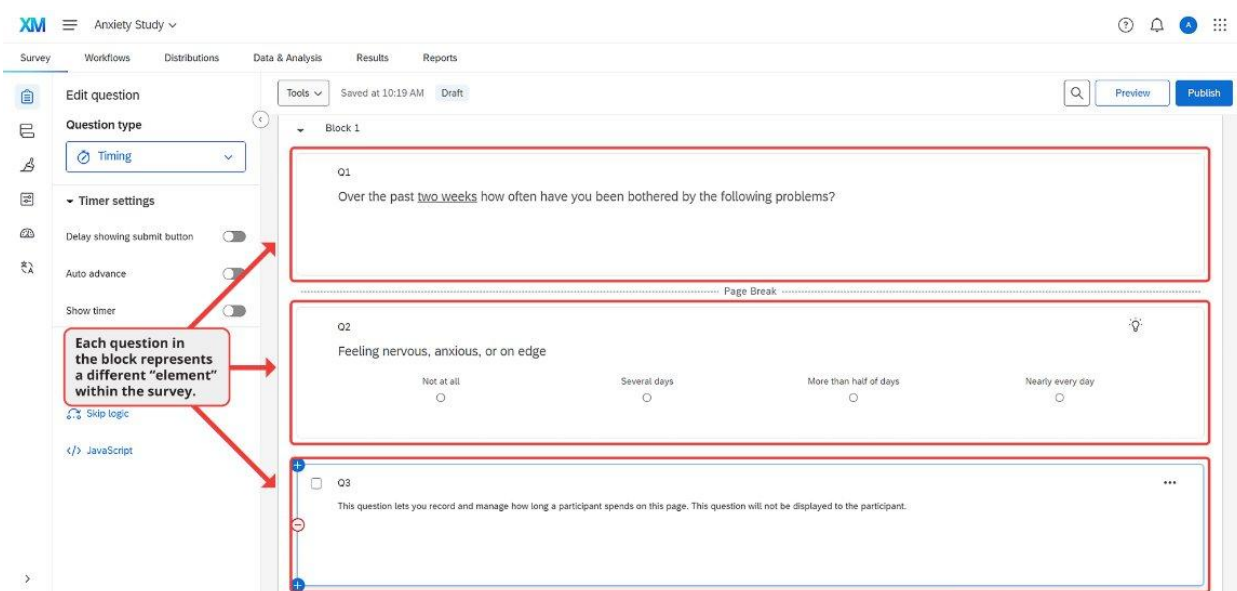 XM
Anxiety Study
A
Survey Workflows Distributions Data & Analysis Results Reports
Edit question
Question type
Timing
Timer settings
Delay showing submit button
Auto advance
Show timer
Each question in
the block represents
a different “element”
within the survey.
Skip logic
</> JavaScript
Tools Saved at 10:19 AM Draft
Preview Publish
Block 1
Q1
Over the past two weeks how often have you been bothered by the following problems?
Page Break
Q2
Feeling nervous, anxious, or on edge
Not at all Several days More than half of days Nearly every day
Q3
This question lets you record and manage how long a participant spends on this page. This question will not be displayed to the participant.